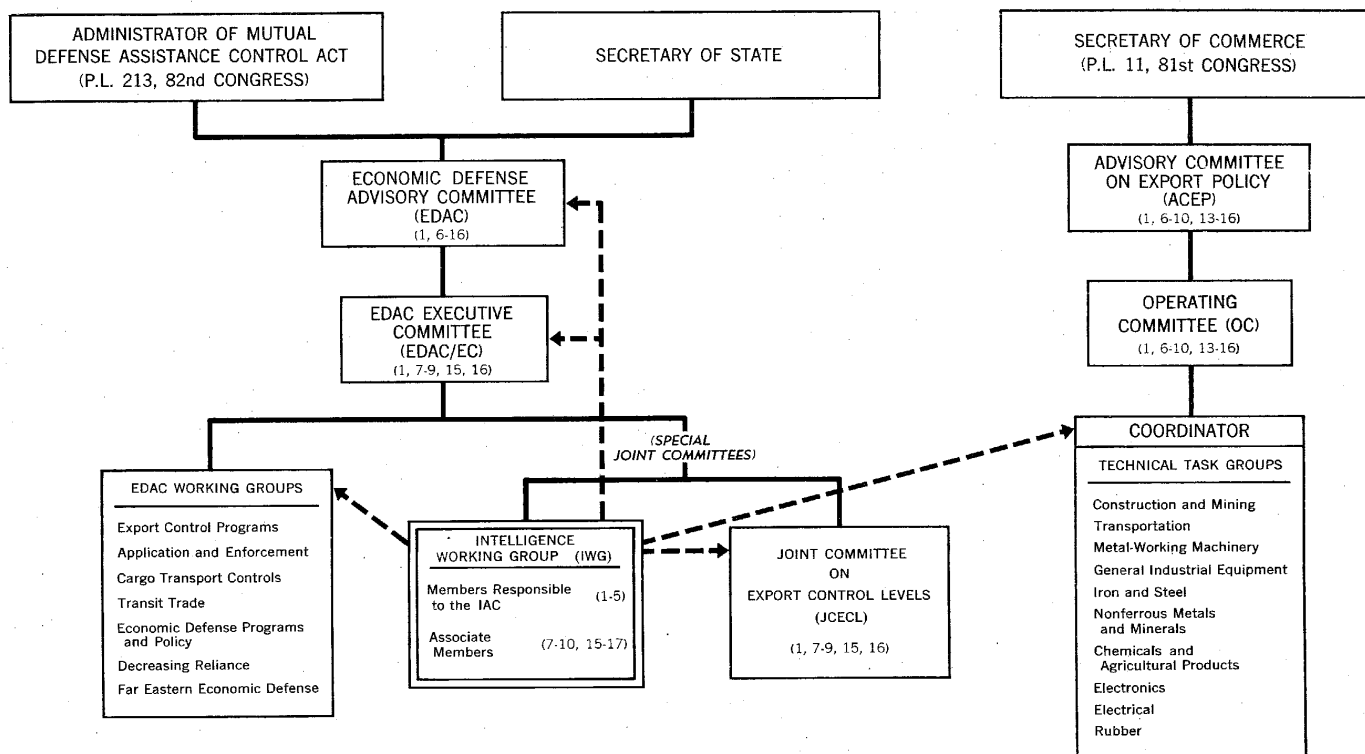 ADMINISTRATOR OF MUTUAL
DEFENSE ASSISTANCE CONTROL ACT
(P.L. 213, 82nd CONGRESS)
SECRETARY OF STATE
SECRETARY OF COMMERCE
(P.L. 11, 81st CONGRESS)
ECONOMIC DEFENSE
ADVISORY COMMITTEE
(EDAC)
(1, 6-16)
ADVISORY COMMITTEE
ON EXPORT POLICY
(ACEP)
(1, 6-10, 13-16)
EDAC EXECUTIVE
COMMITTEE
(EDAC/EC)
(1, 7-9, 15, 16)
OPERATING
COMMITTEE (OC)
(1, 6-10, 13-16)
(SPECIAL
JOINT COMMITTEES)
EDAC WORKING GROUPS
Export Control Programs
Application and Enforcement
Cargo Transport Controls
Transit Trade
Economic Defense Programs
and Policy
Decreasing Reliance
Far Eastern Economic Defense
INTELLIGENCE
WORKING GROUP (IWG)
Members Responsible
to the IAC (1-5)
Associate
Members (7-10, 15-17)
JOINT COMMITTEE
ON
EXPORT CONTROL LEVELS
(JCECL)
(1, 7-9, 15, 16)
COORDINATOR
TECHNICAL TASK GROUPS
Construction and Mining
Transportation
Metal-Working Machinery
General Industrial Equipment
Iron and Steel
Nonferrous Metals
and Minerals
Chemicals and
Agricultural Products
Electronics
Electrical
Rubber